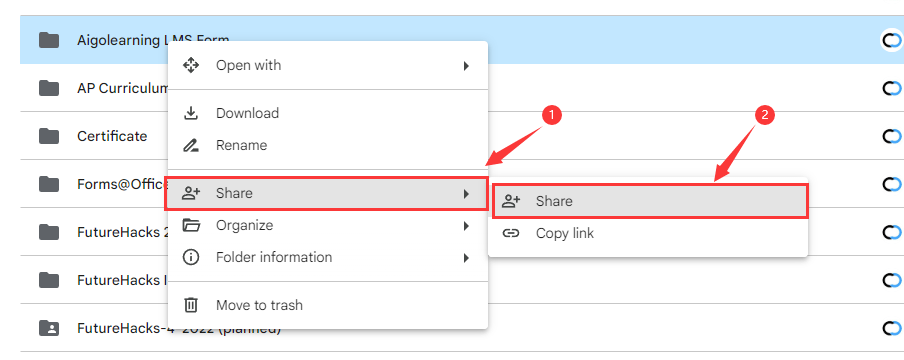 Aigolearning LMS Form
Open with
AP Curriculum
Download
1
2
Certificate
Rename
Forms@Office
Share
Share
FutureHacks 2
Organize
Copy link
Folder information
FutureHacks I
Move to trash
FutureHacks-4-2022 (planned)